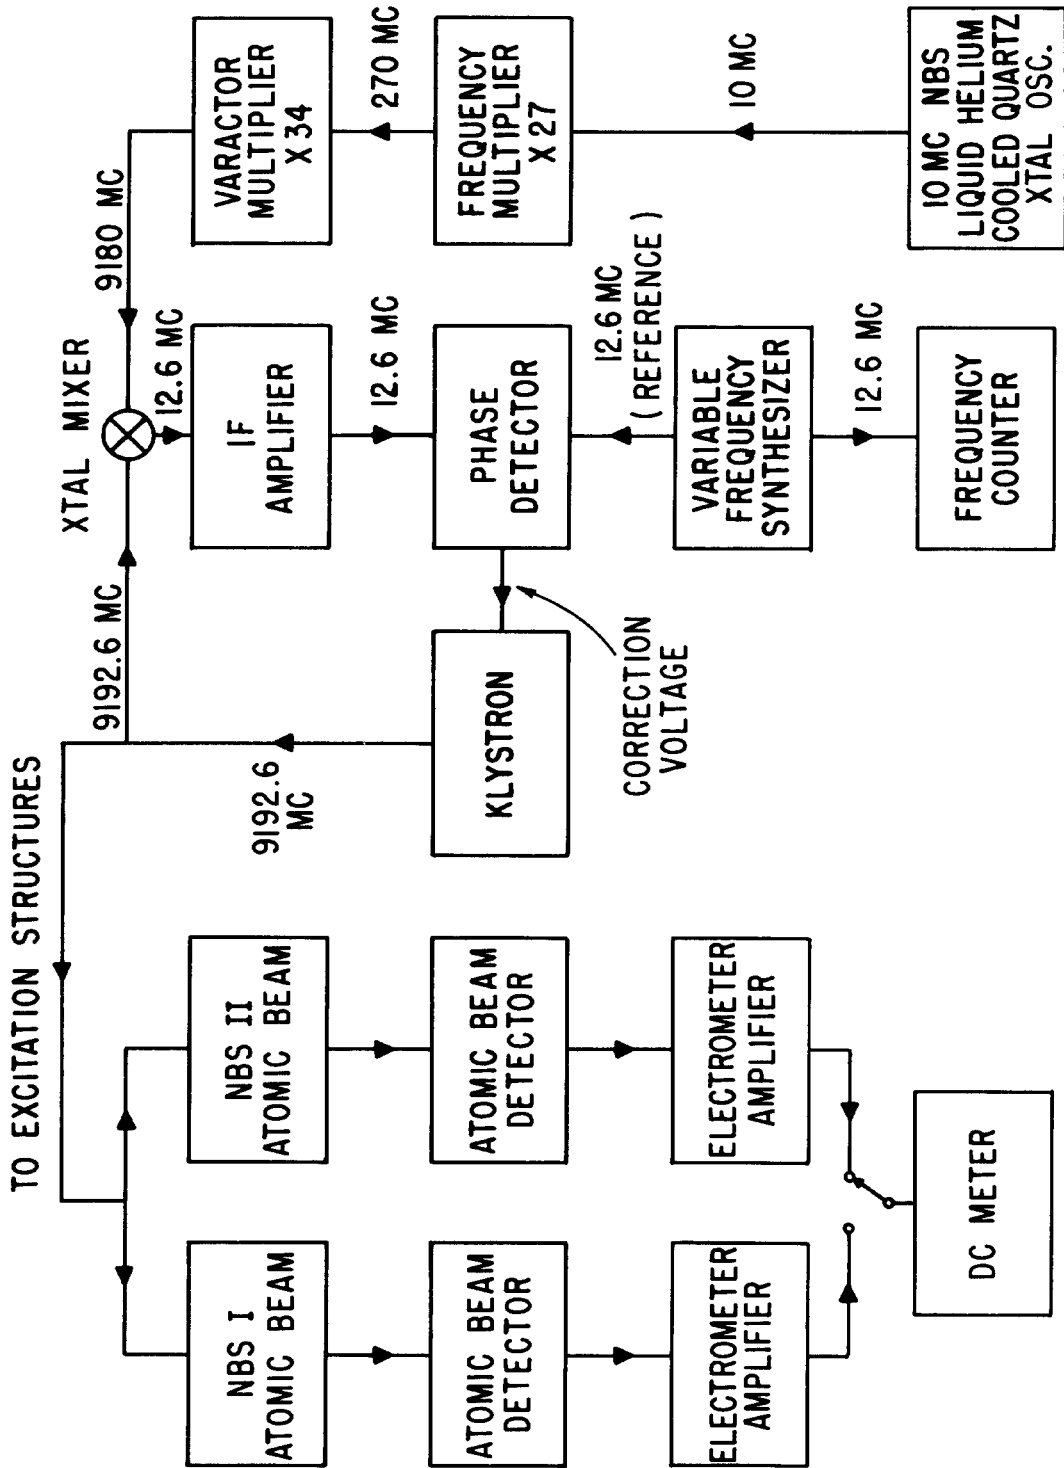 TO EXCITATION STRUCTURES
9192.6 MC
XTAL MIXER
9180 MC
12.6 MC
NBS I
ATOMIC BEAM
NBS II
ATOMIC BEAM
9192.6
MC
IF
AMPLIFIER
VARACTOR
MULTIPLIER
X34
12.6 MC
270 MC
ATOMIC BEAM
DETECTOR
ATOMIC BEAM
DETECTOR
KLYSTRON
PHASE
DETECTOR
FREQUENCY
MULTIPLIER
X27
CORRECTION
VOLTAGE
12.6 MC
(REFERENCE)
10 MC
ELECTROMETER
AMPLIFIER
ELECTROMETER
AMPLIFIER
VARIABLE
FREQUENCY
SYNTHESIZER
12.6 MC
DC METER
FREQUENCY
COUNTER
10 MC NBS
LIQUID HELIUM
COOLED QUARTZ
XTAL OSC.